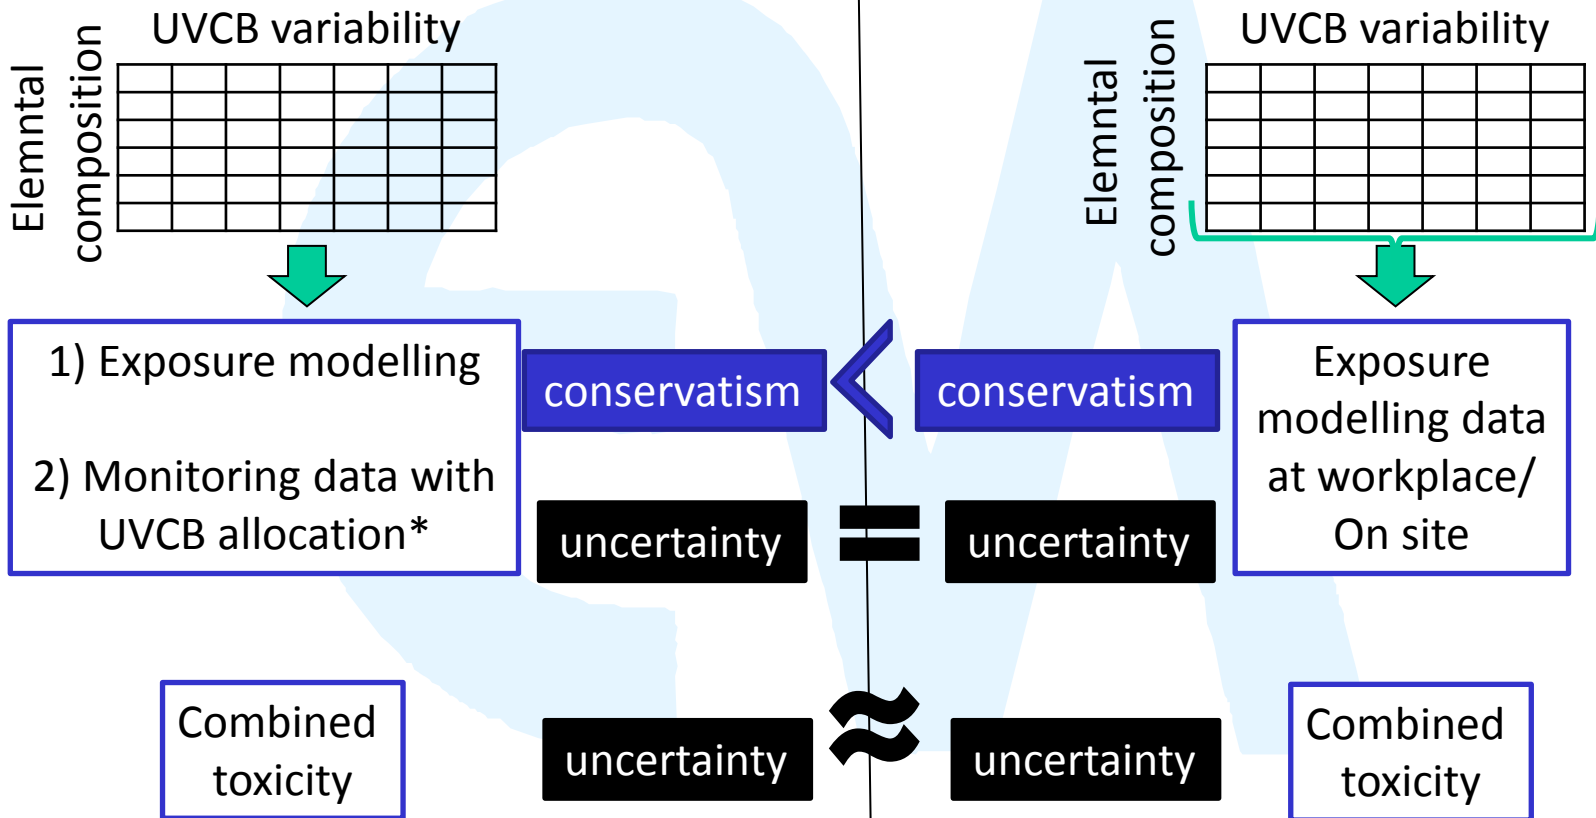 UVCB variability
Elemntal
composition
1) Exposure modelling
2) Monitoring data with
UVCB allocation*
conservatism
<
conservatism
uncertainty
=
uncertainty
Combined
toxicity
uncertainty
≈
uncertainty
UVCB variability
Elemntal
composition
Exposure
modelling data
at workplace/
On site
Combined
toxicity